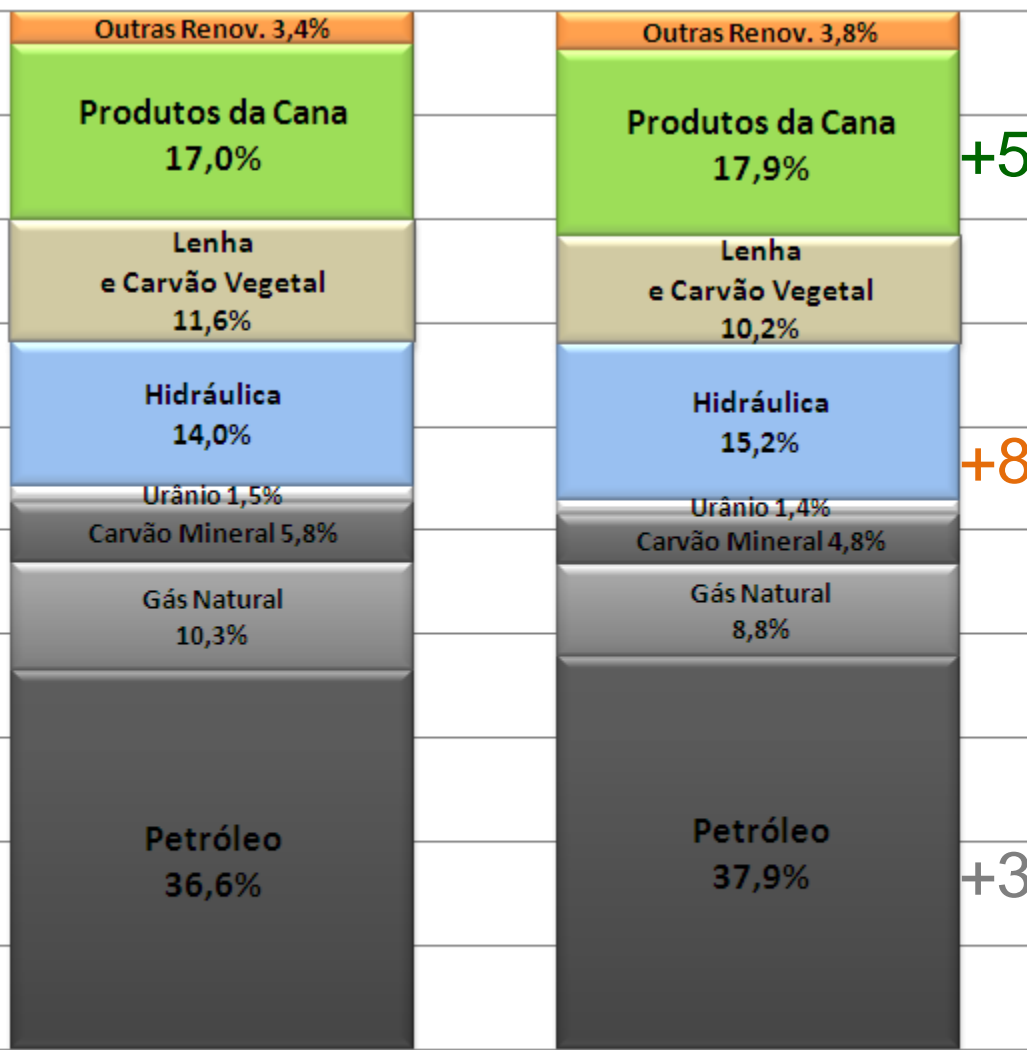 Outras Renov. 3,4%
Produtos da Cana
17,0%
Lenha
e Carvão Vegetal
11,6%
Hidráulica
14,0%
Urânio 1,5%
Carvão Mineral 5,8%
Gás Natural
10,3%
Petróleo
36,6%
Outras Renov. 3,8%
Produtos da Cana
17,9%
Lenha
e Carvão Vegetal
10,2%
Hidráulica
15,2%
Urânio 1,4%
Carvão Mineral 4,8%
Gás Natural
8,8%
Petróleo
37,9%
+5
+8
+3